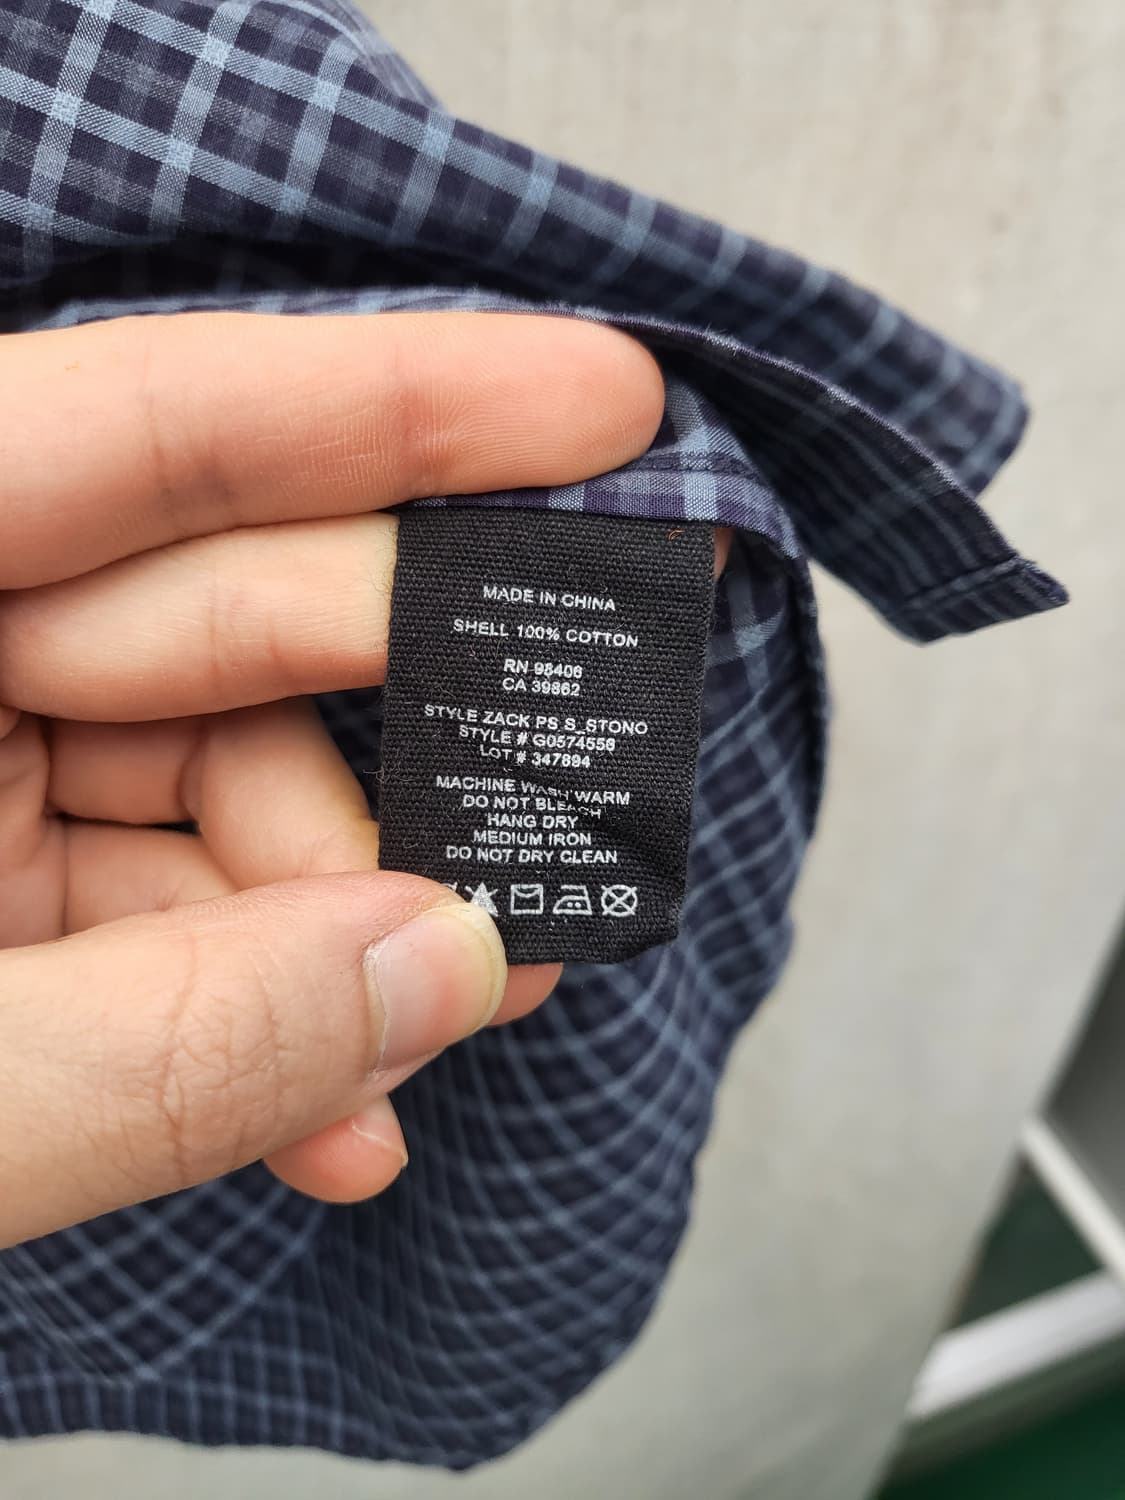 MADE IN CHINA
SHELL 100% COTTON
RN 98406
CA 39862
STYLE ZACK PS S_STONO
STYLE # G0574556
LOT # 347894
MACHINE WASH WARM
DO NOT BLEACH
HANG DRY
MEDIUM IRON
DO NOT DRY CLEAN